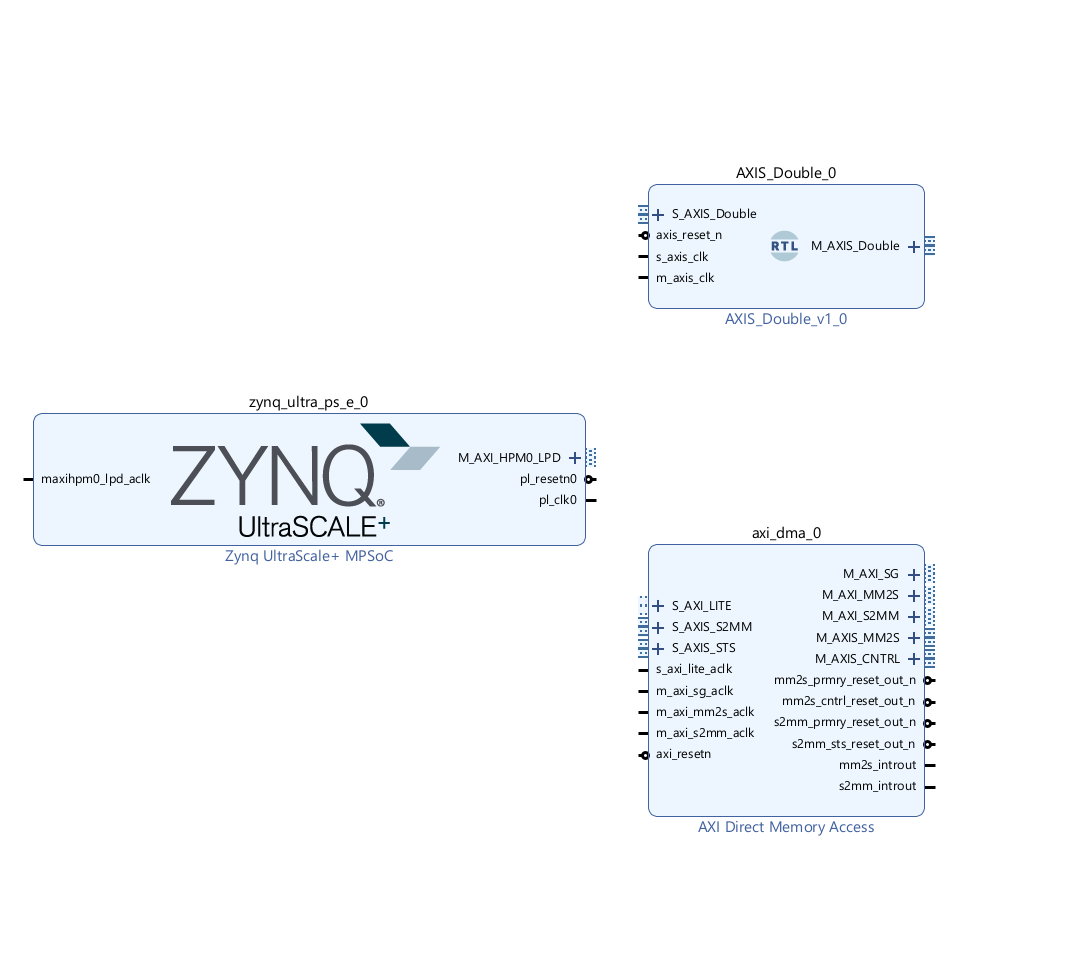 AXIS_Double_0
S_AXIS_Double
axis_reset_n
s_axis_clk
m_axis_clk
RTL
M_AXIS_Double
AXIS_Double_v1_0
zynq_ultra_ps_e_0
maxihpm0_lpd_aclk
ZYNQ®
UltraSCALE+
M_AXI_HPM0_LPD
pl_resetn0
pl_clk0
Zynq UltraScale+ MPSoC
axi_dma_0
S_AXI_LITE
S_AXIS_S2MM
S_AXIS_STS
s_axi_lite_aclk
m_axi_sg_aclk
m_axi_mm2s_aclk
m_axi_s2mm_aclk
axi_resetn
M_AXI_SG
M_AXI_MM2S
M_AXI_S2MM
M_AXIS_MM2S
M_AXIS_CNTRL
mm2s_prmry_reset_out_n
mm2s_cntrl_reset_out_n
s2mm_prmry_reset_out_n
s2mm_sts_reset_out_n
mm2s_introut
s2mm_introut
AXI Direct Memory Access